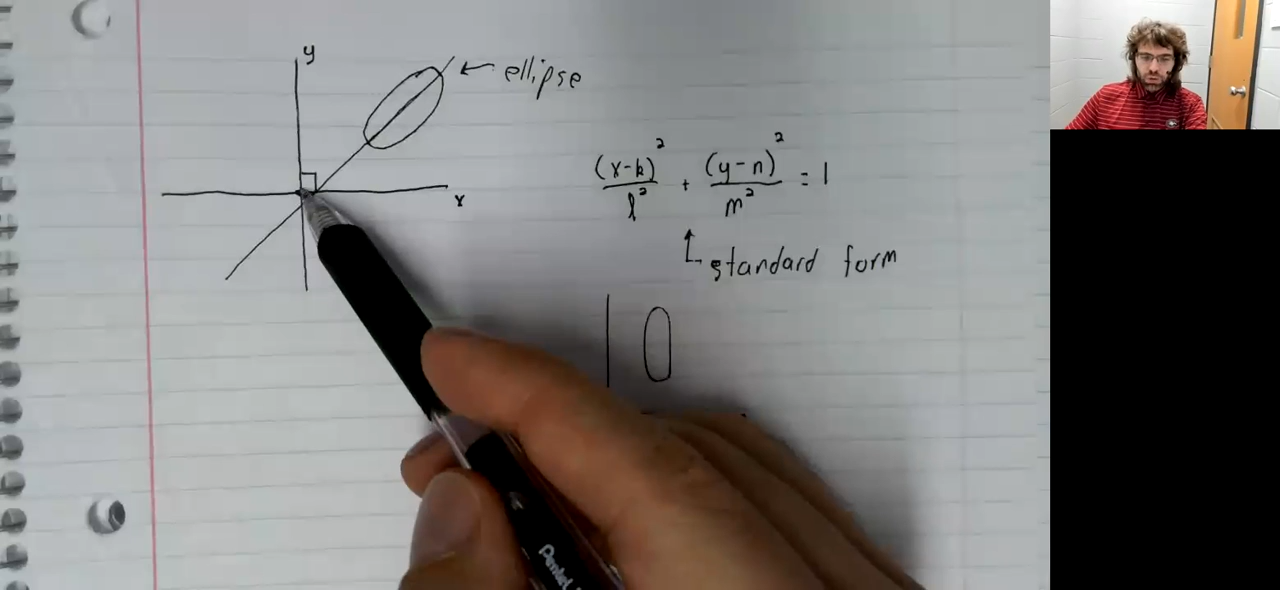 y
← ellipse
x
(x-k)²/l² + (y-n)²/m² = 1
standard form
Pentel